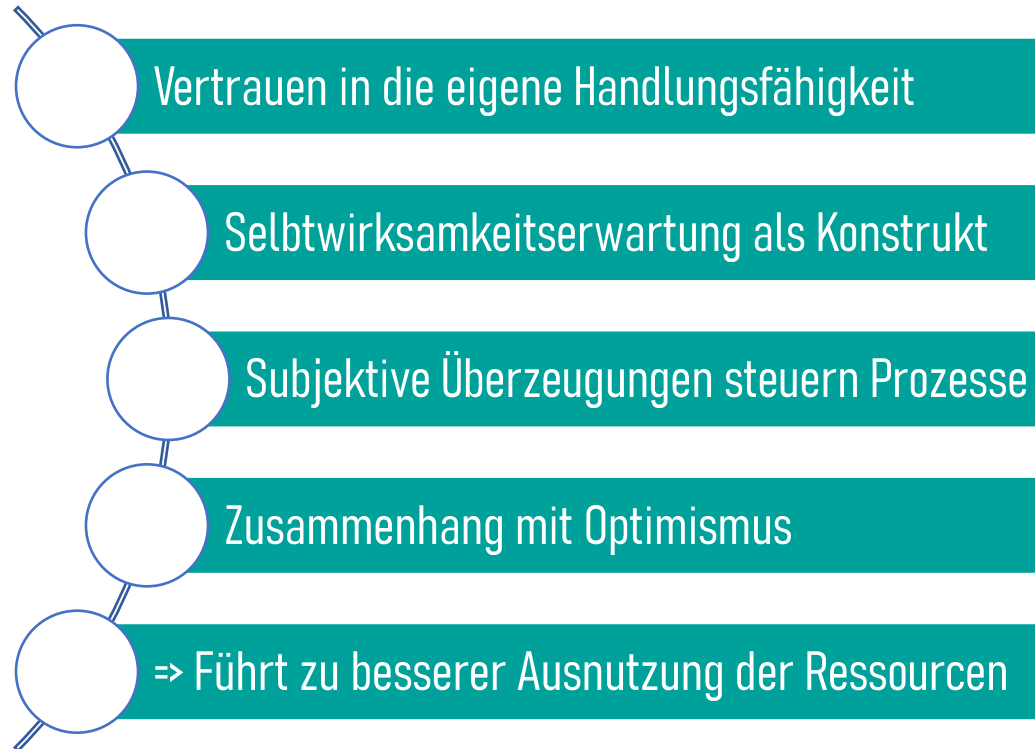 Vertrauen in die eigene Handlungsfähigkeit
Selbtwirksamkeitserwartung als Konstrukt
Subjektive Überzeugungen steuern Prozesse
Zusammenhang mit Optimismus
=> Führt zu besserer Ausnutzung der Ressourcen